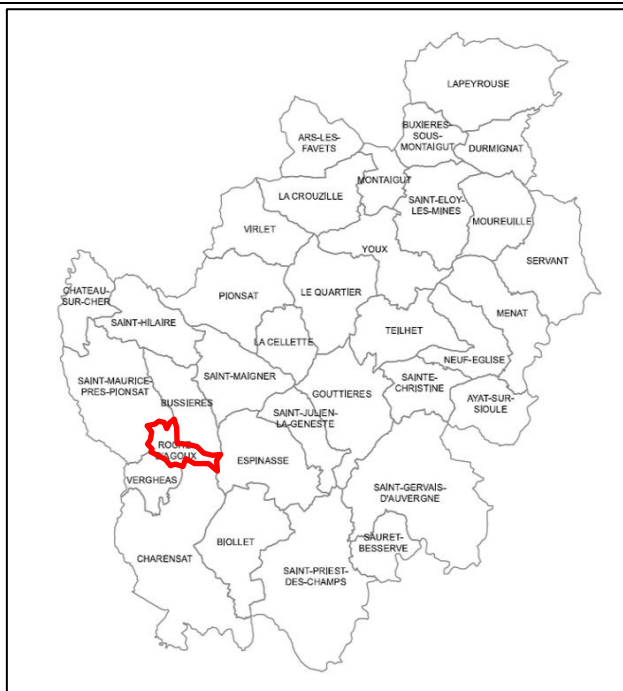 LAPEYROUSE
ARS-LES-
FAVETS
BUXIERES-
SOUS-
MONTAIGUT
DURMIGNAT
MONTAIGUT
LA CROUZILLE
SAINT-ELOY
LES-MINES
MOUREUILLE
VIRLET
YOUX
SERVANT
CHATEAU-
SUR-CHER
PIONSAT
LE QUARTIER
MENAT
SAINT-HILAIRE
TEILHET
LA CELLETTE
NEUF-EGLISE
SAINT-MAURICE-
PRES-PIONSAT
SAINT-MAIGNER
GOUTTIERES
SAINTE-
CHRISTINE
AYAT-SUR-
SIOULE
BUSSIERES
SAINT-JULIEN-
LA-GENESTE
ROCHE
D'AGOUX
ESPINASSE
VERGHEAS
SAINT-GERVAIS-
D'AUVERGNE
BIOLLET
SAURET-
BESSERVE
CHARENSAT
SAINT-PRIEST-
DES-CHAMPS